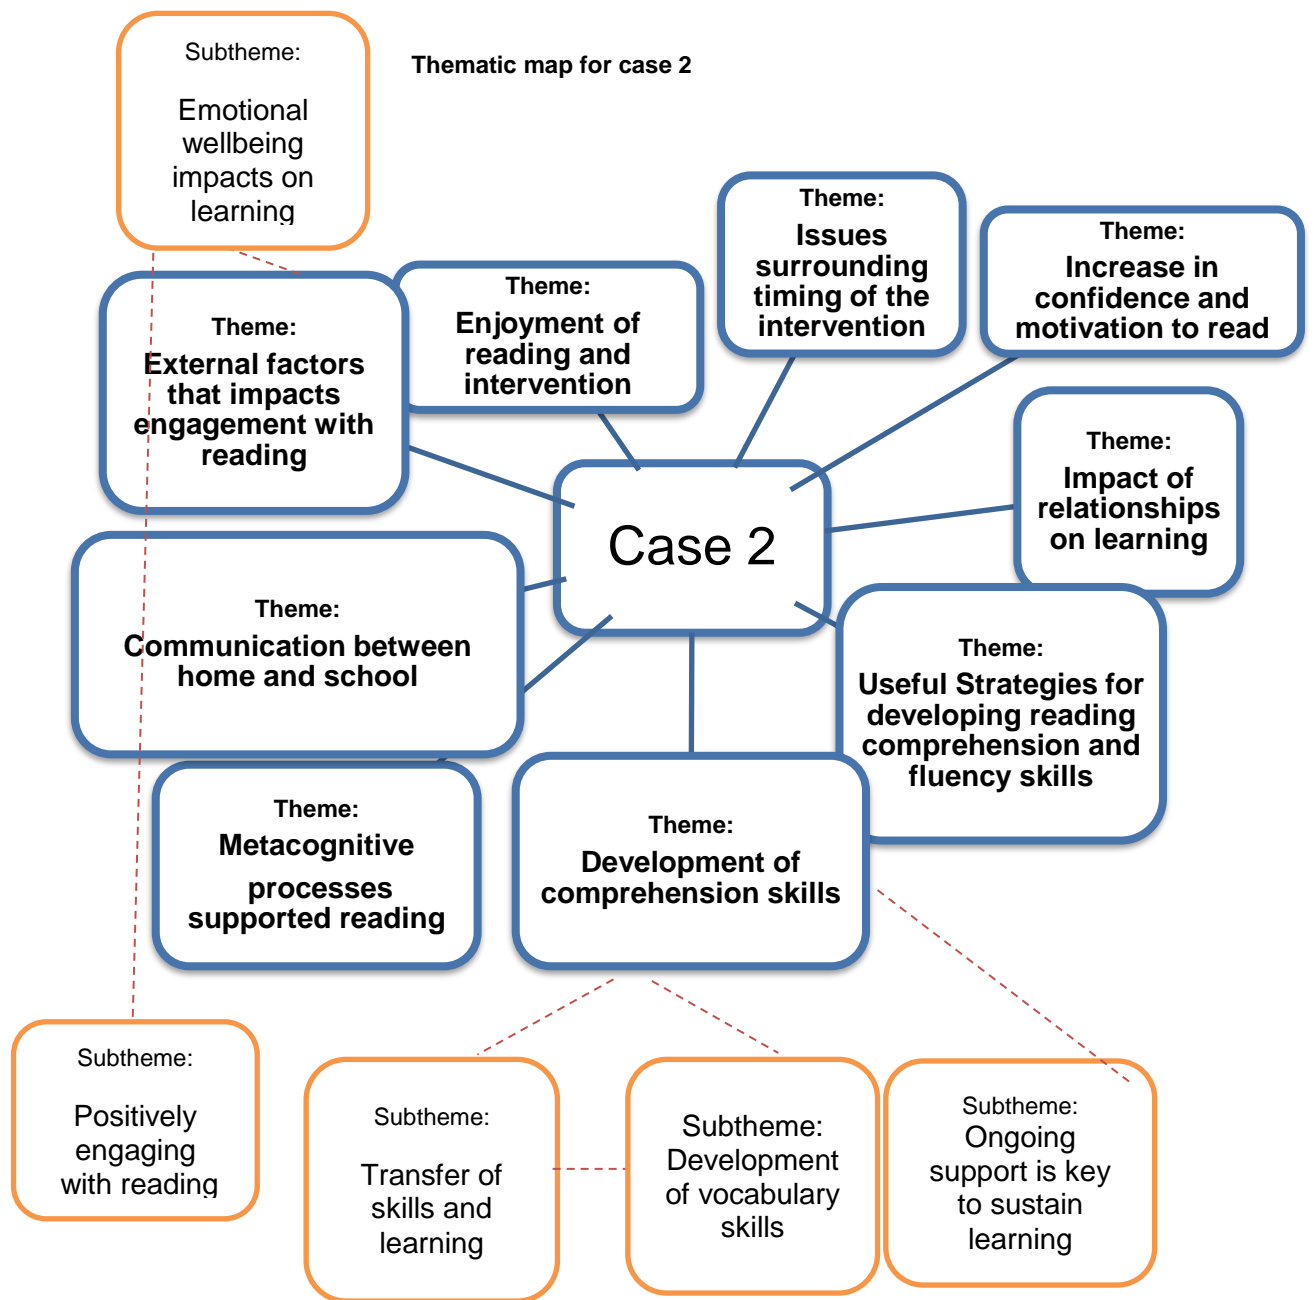 Subtheme:
Emotional
wellbeing
impacts on
learning
Thematic map for case 2
Theme:
External factors
that impacts
engagement with
reading
Theme:
Enjoyment of
reading and
intervention
Theme:
Issues
surrounding
timing of the
intervention
Theme:
Increase in
confidence and
motivation to read
Theme:
Impact of
relationships
on learning
Case 2
Theme:
Communication between
home and school
Theme:
Useful Strategies for
developing reading
comprehension and
fluency skills
Theme:
Metacognitive
processes
supported reading
Theme:
Development of
comprehension skills
Subtheme:
Positively
engaging
with reading
Subtheme:
Transfer of
skills and
learning
Subtheme:
Development
of vocabulary
skills
Subtheme:
Ongoing
support is key
to sustain
learning